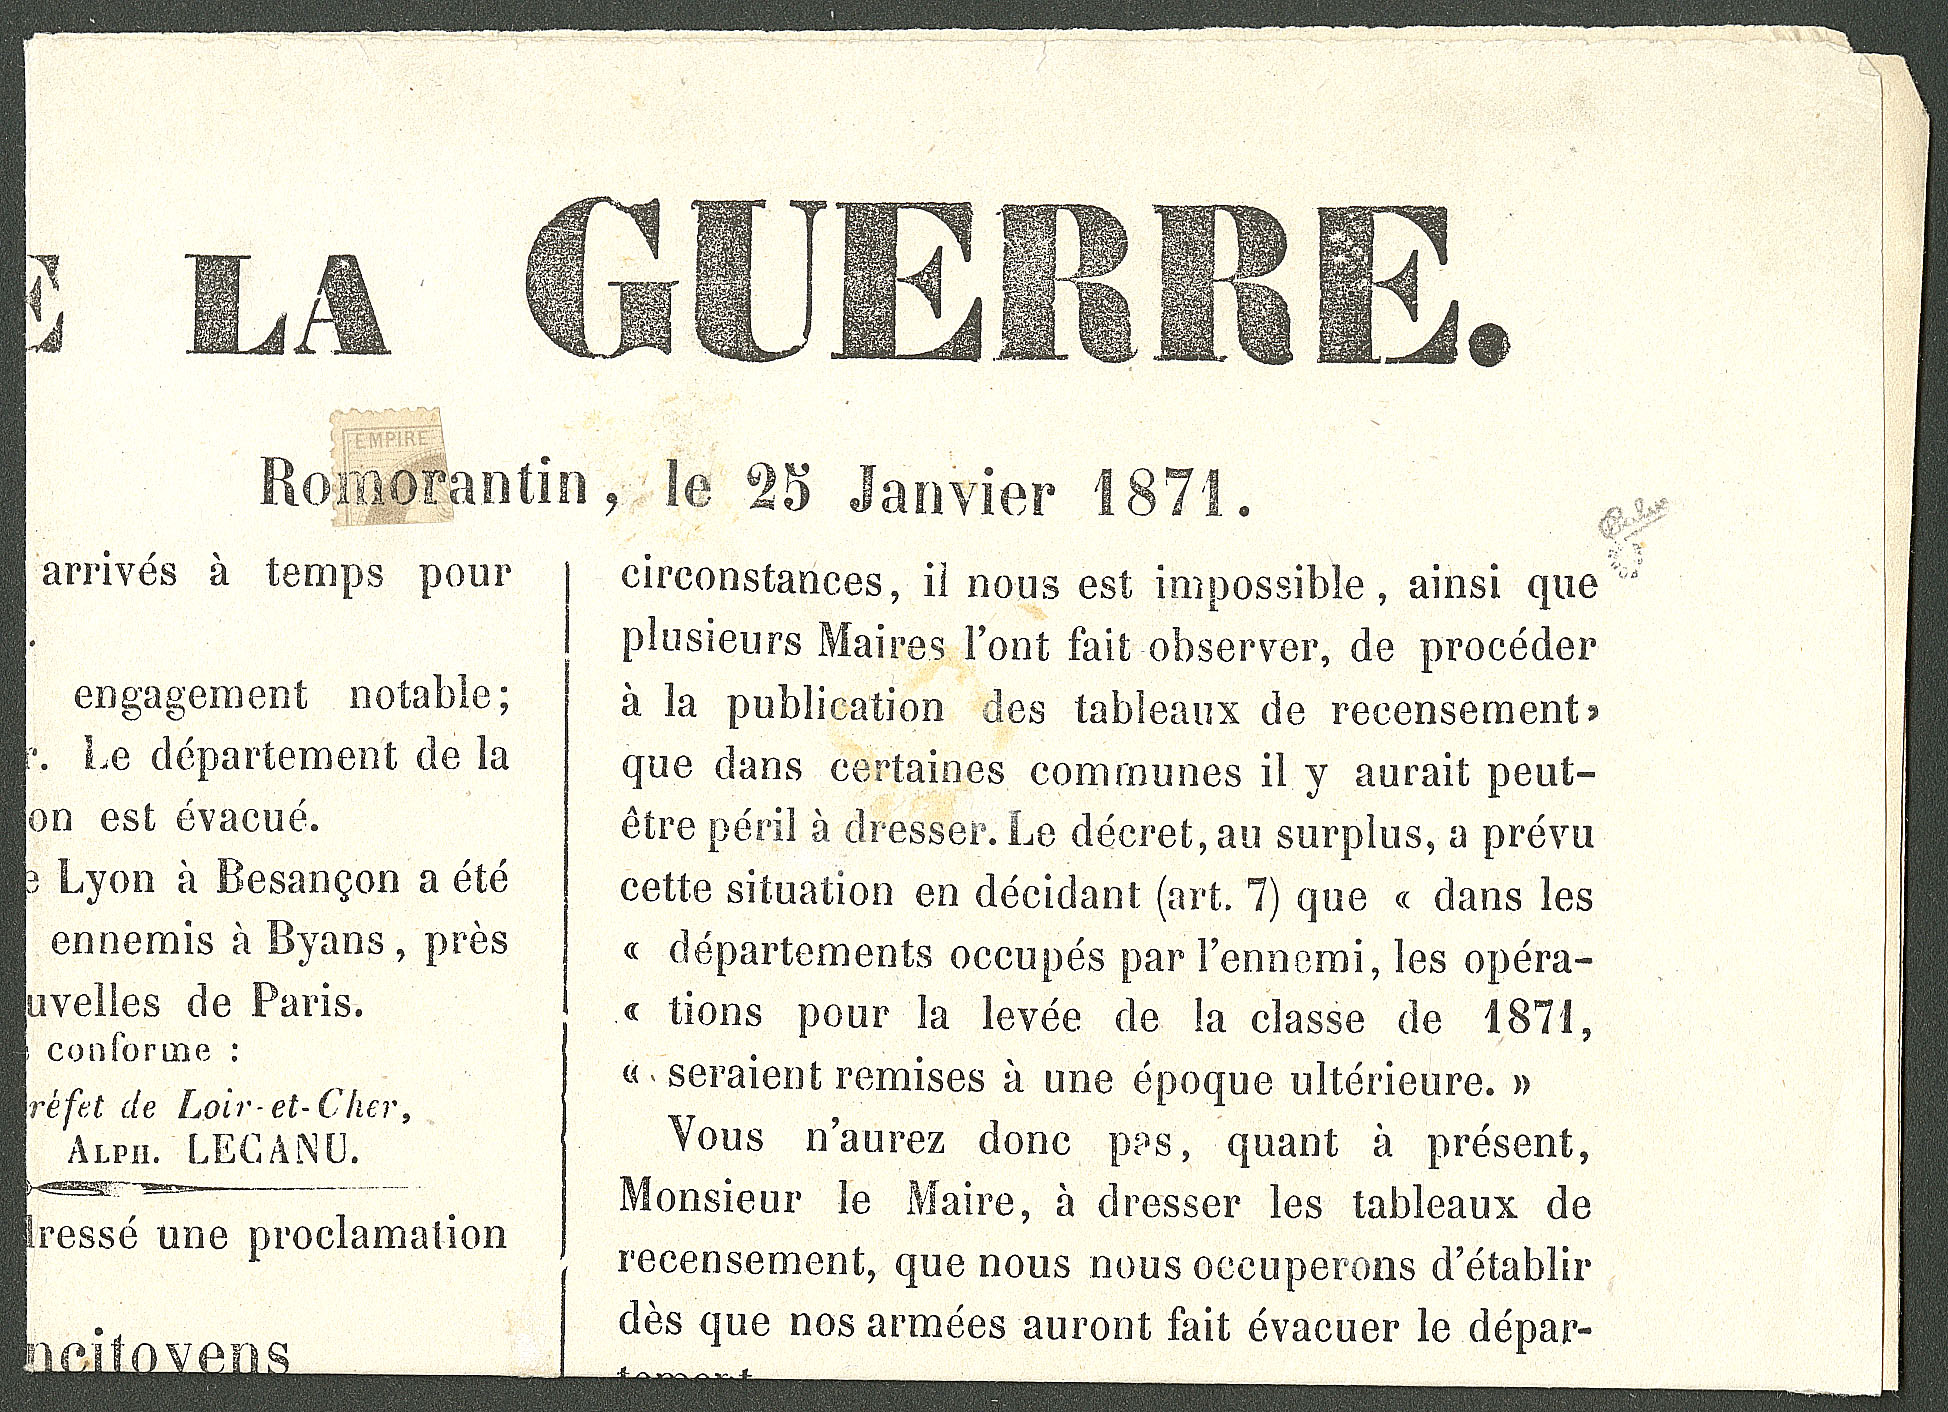 LA GUERRE.
EMPIRE
Romorantin, le 25 Janvier 1871.
arrivés à temps pour
.
engagement notable;
r. Le département de la
on est évacué.
e Lyon à Besançon a été
ennemis à Byans, près
uvelles de Paris.
conforme :
réfet de Loir-et-Cher,
ALPH. LECANU.
dressé une proclamation
ncitoyens
circonstances, il nous est impossible, ainsi que
plusieurs Maires l'ont fait observer, de procéder
à la publication des tableaux de recensement,
que dans certaines communes il y aurait peut-
être péril à dresser. Le décret, au surplus, a prévu
cette situation en décidant (art. 7) que « dans les
« départements occupés par l'ennemi, les opéra-
« tions pour la levée de la classe de 1871,
« seraient remises à une époque ultérieure. »
Vous n'aurez donc pas, quant à présent,
Monsieur le Maire, à dresser les tableaux de
recensement, que nous nous occuperons d'établir
dès que nos armées auront fait évacuer le dépar-
tement